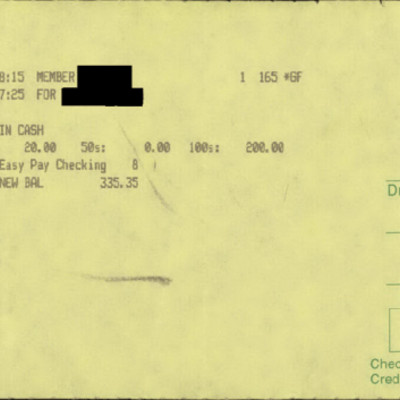 8:15 MEMBER 1 165 #GF
7:25 FOR
IN CASH
20.00 50s: 0.00 100s: 200.00
Easy Pay Checking 8
NEW BAL 335.35
Dr
Chec
Cred